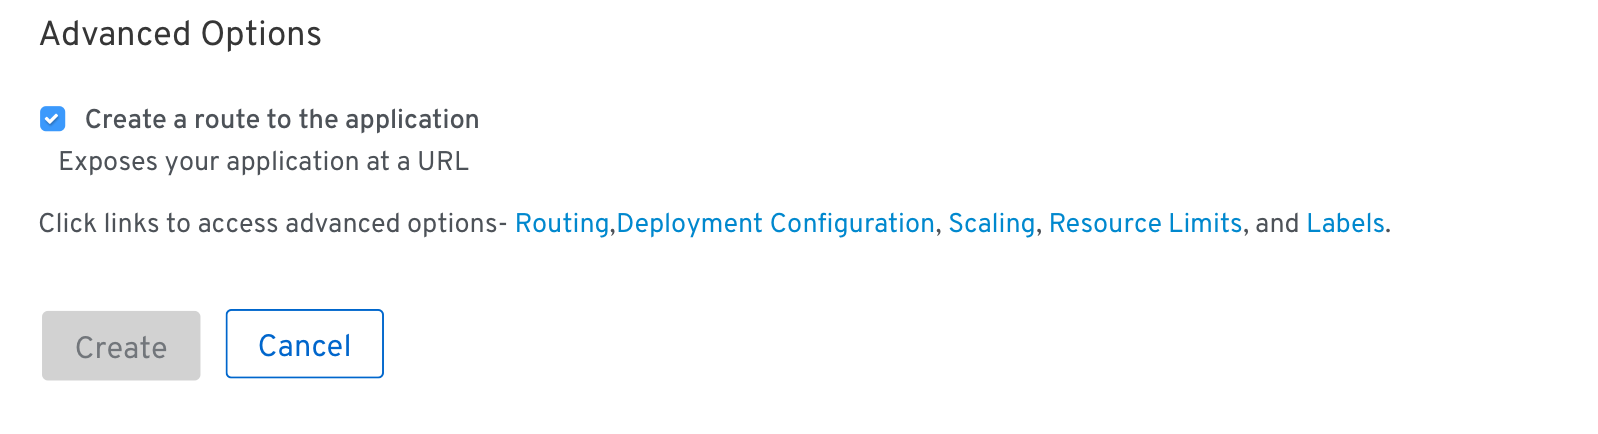 Advanced Options
Create a route to the application
Exposes your application at a URL
Click links to access advanced options- Routing,Deployment Configuration, Scaling, Resource Limits, and Labels.
Create Cancel